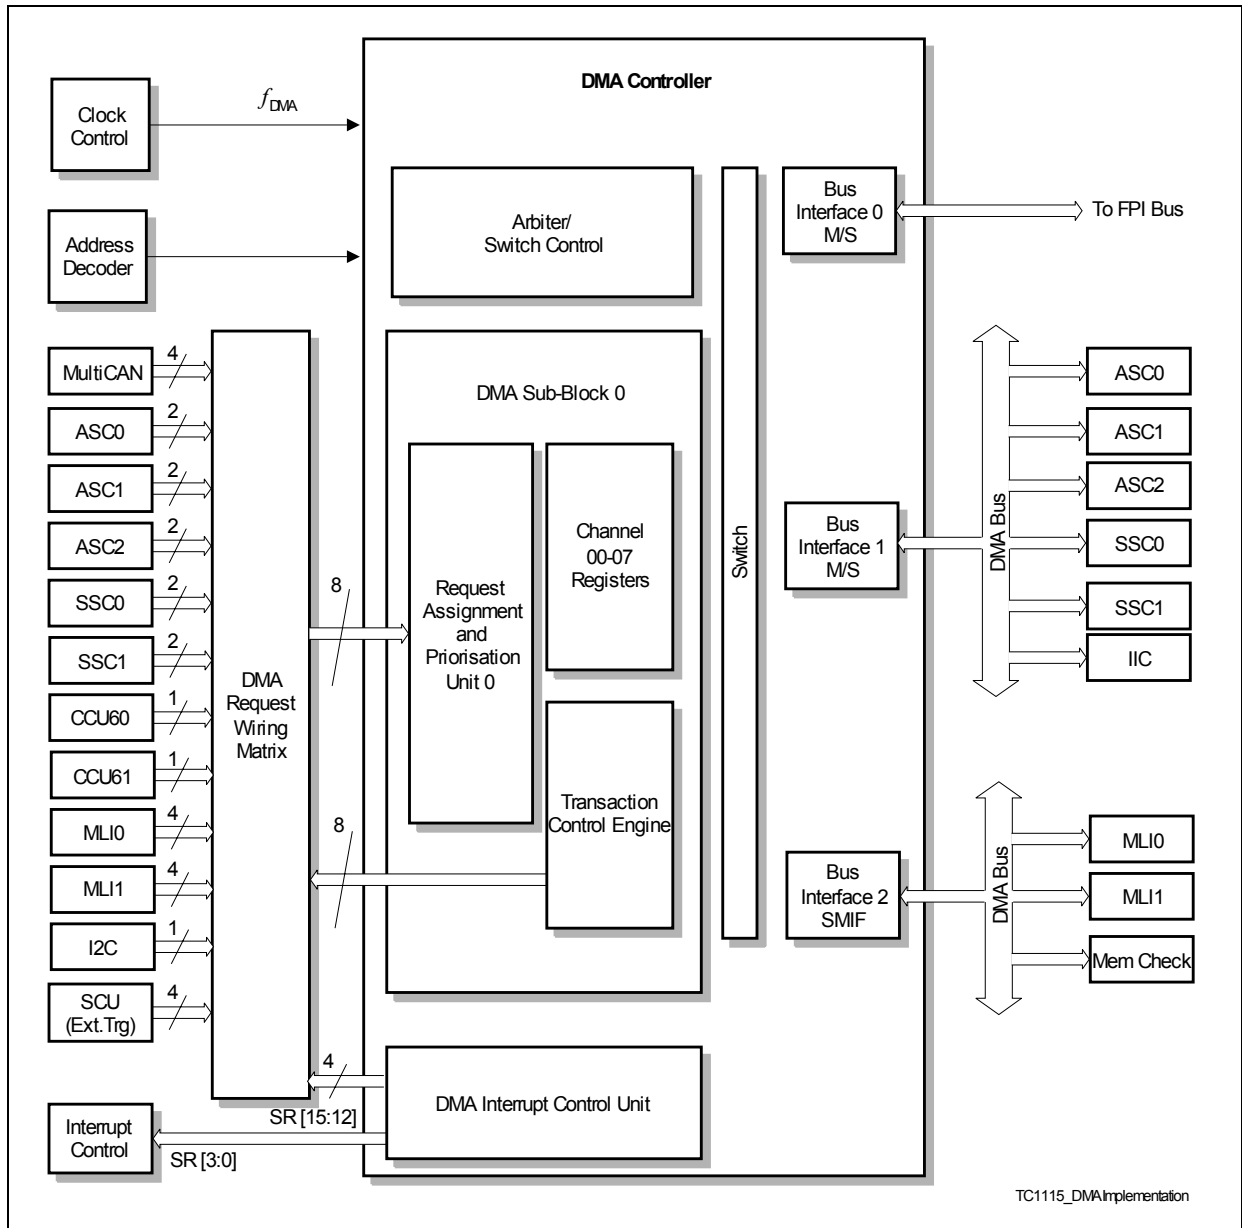 DMA Controller
Clock
Control
f DMA
Address
Decoder
Arbiter/
Switch Control
Bus
Interface 0
M/S
To FPI Bus
MultiCAN
4
ASC0
2
ASC1
2
ASC2
2
SSC0
2
SSC1
2
CCU60
1
CCU61
1
MLI0
4
MLI1
4
I2C
1
SCU
(Ext.Trg)
4
DMA
Request
Wiring
Matrix
8
8
DMA Sub-Block 0
Request
Assignment
and
Priorisation
Unit 0
Channel
00-07
Registers
Transaction
Control Engine
Switch
Bus
Interface 1
M/S
DMA Bus
ASC0
ASC1
ASC2
SSC0
SSC1
IIC
Bus
Interface 2
SMIF
DMA Bus
MLI0
MLI1
Mem Check
4
SR [15:12]
DMA Interrupt Control Unit
Interrupt
Control
SR [3:0]
TC1115_DMAImplementation